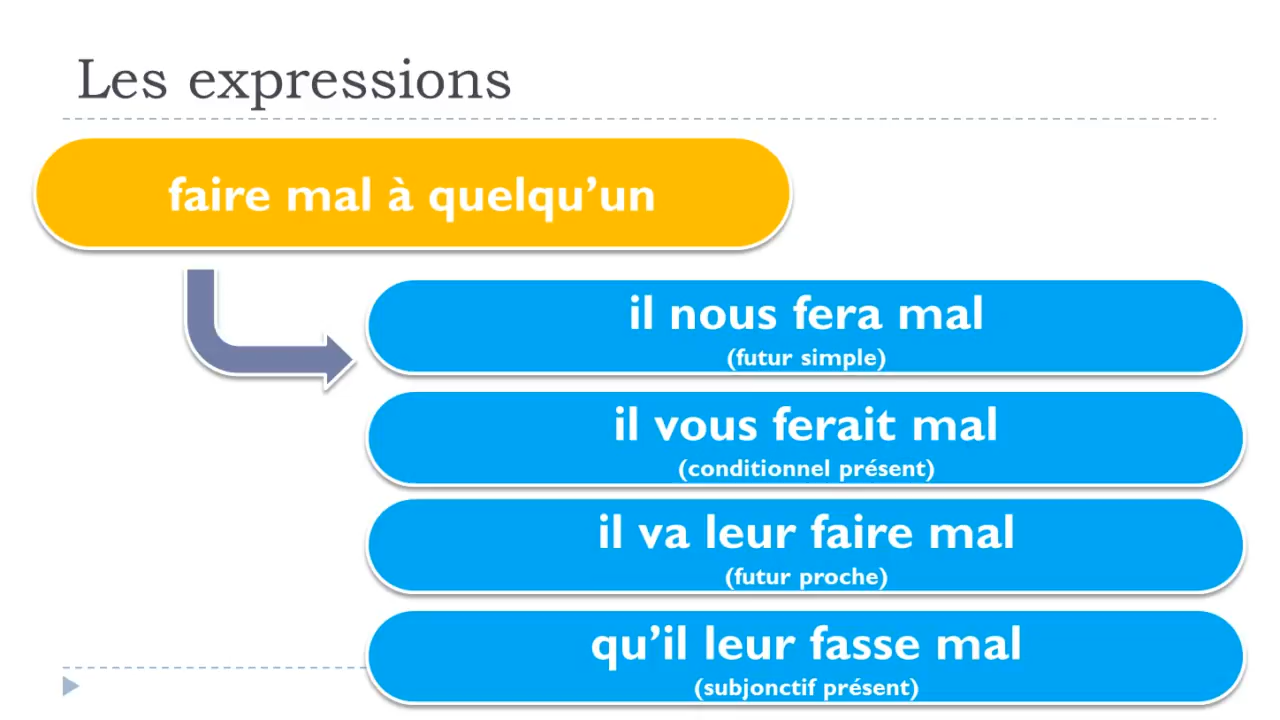 Les expressions
faire mal à quelqu’un
il nous fera mal
(futur simple)
il vous ferait mal
(conditionnel présent)
il va leur faire mal
(futur proche)
qu’il leur fasse mal
(subjonctif présent)